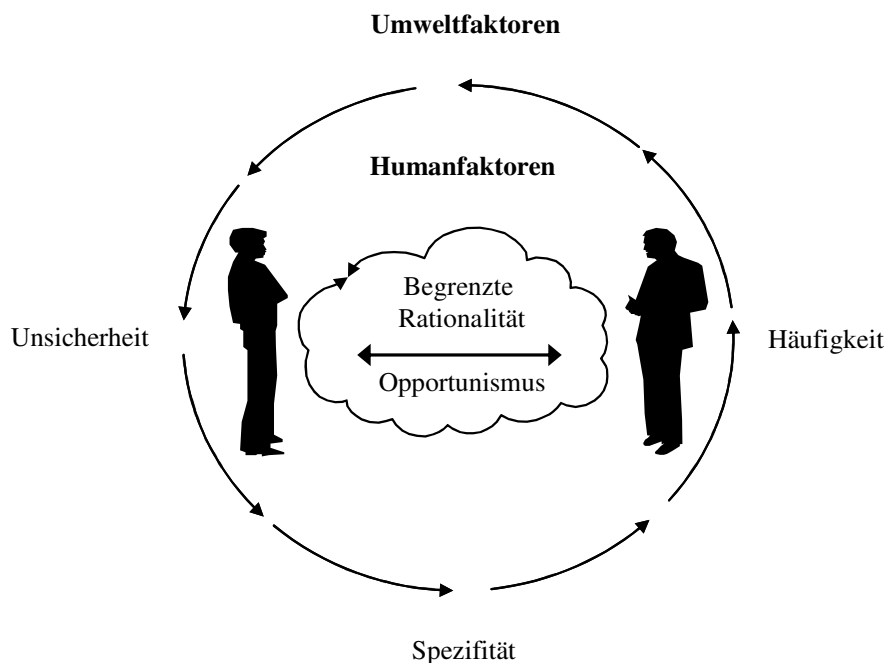 Umweltfaktoren
Humanfaktoren
Begrenzte
Rationalität
Unsicherheit
Häufigkeit
Opportunismus
Spezifität